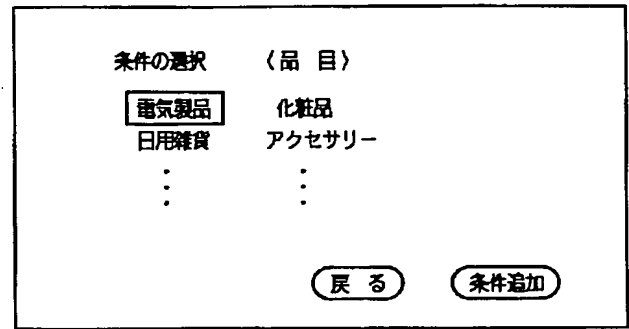 条件の選択 〈品 目〉
電気製品 化粧品
日用雑貨 アクセサリー
・ ・
・ ・
・ ・
戻 る 条件追加